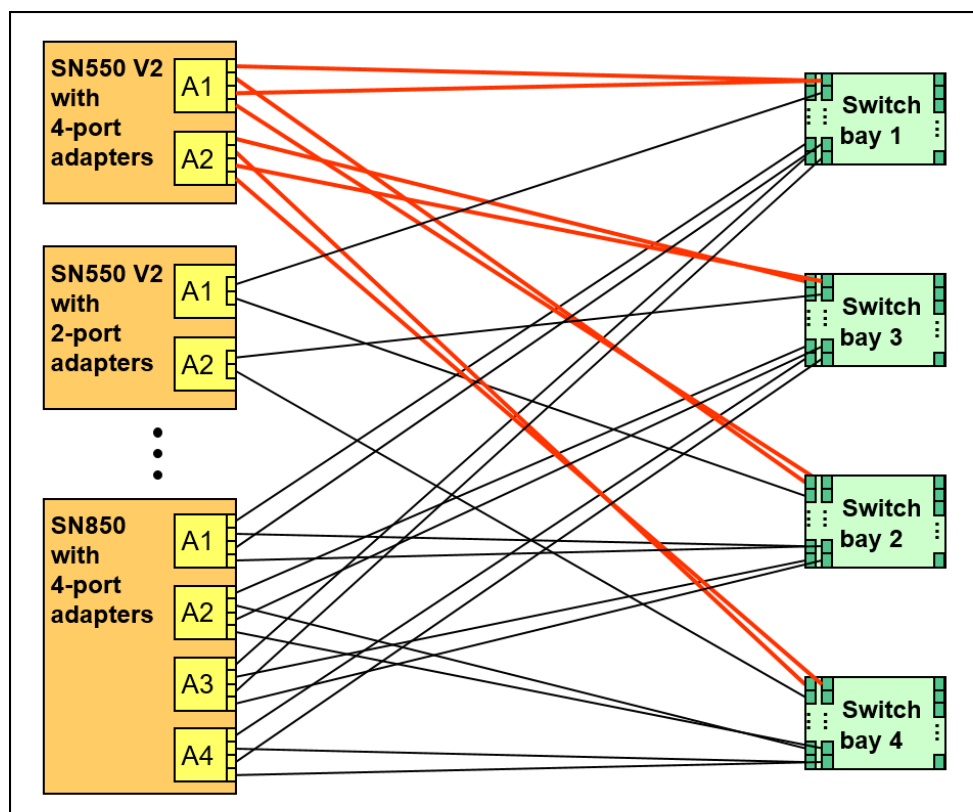 SN550 V2
with
4-port
adapters
A1
A2
SN550 V2
with
2-port
adapters
A1
A2
SN850
with
4-port
adapters
A1
A2
A3
A4
Switch
bay 1
Switch
bay 3
Switch
bay 2
Switch
bay 4